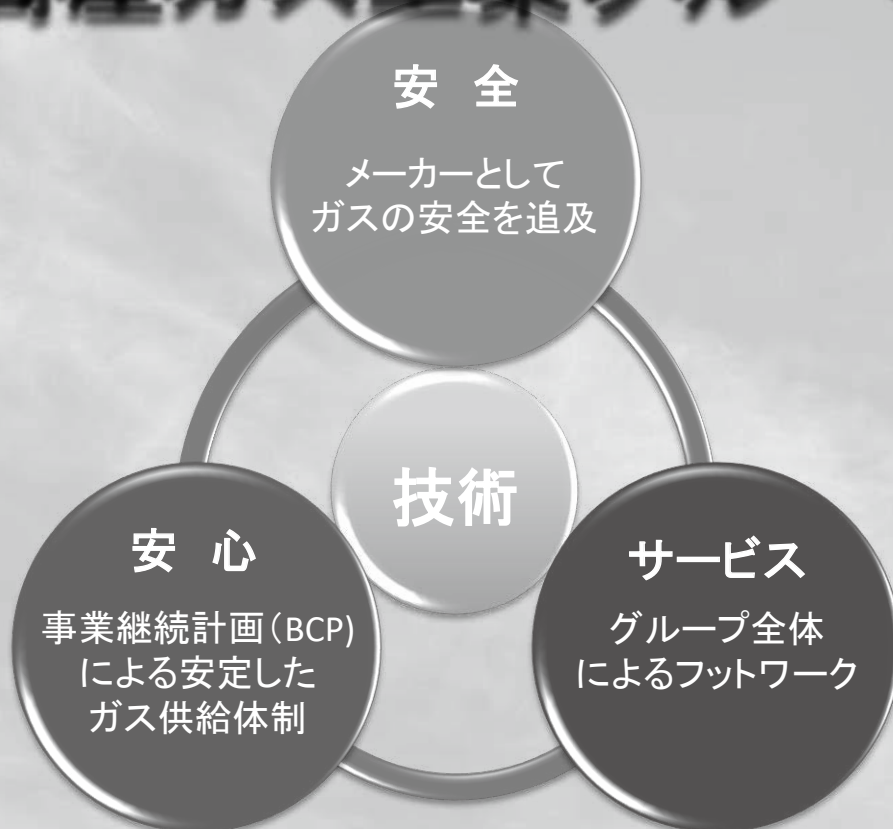 安 全
メーカーとして
ガスの安全を追及
技術
安 心
事業継続計画（BCP)
による安定した
ガス供給体制
サービス
グループ全体
によるフットワーク